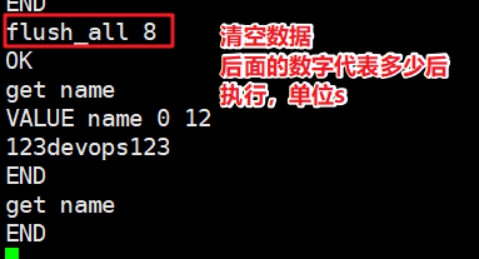 END
flush_all 8
清空数据
后面的数字代表多少后
执行，单位s
OK
get name
VALUE name 0 12
123devops123
END
get name
END